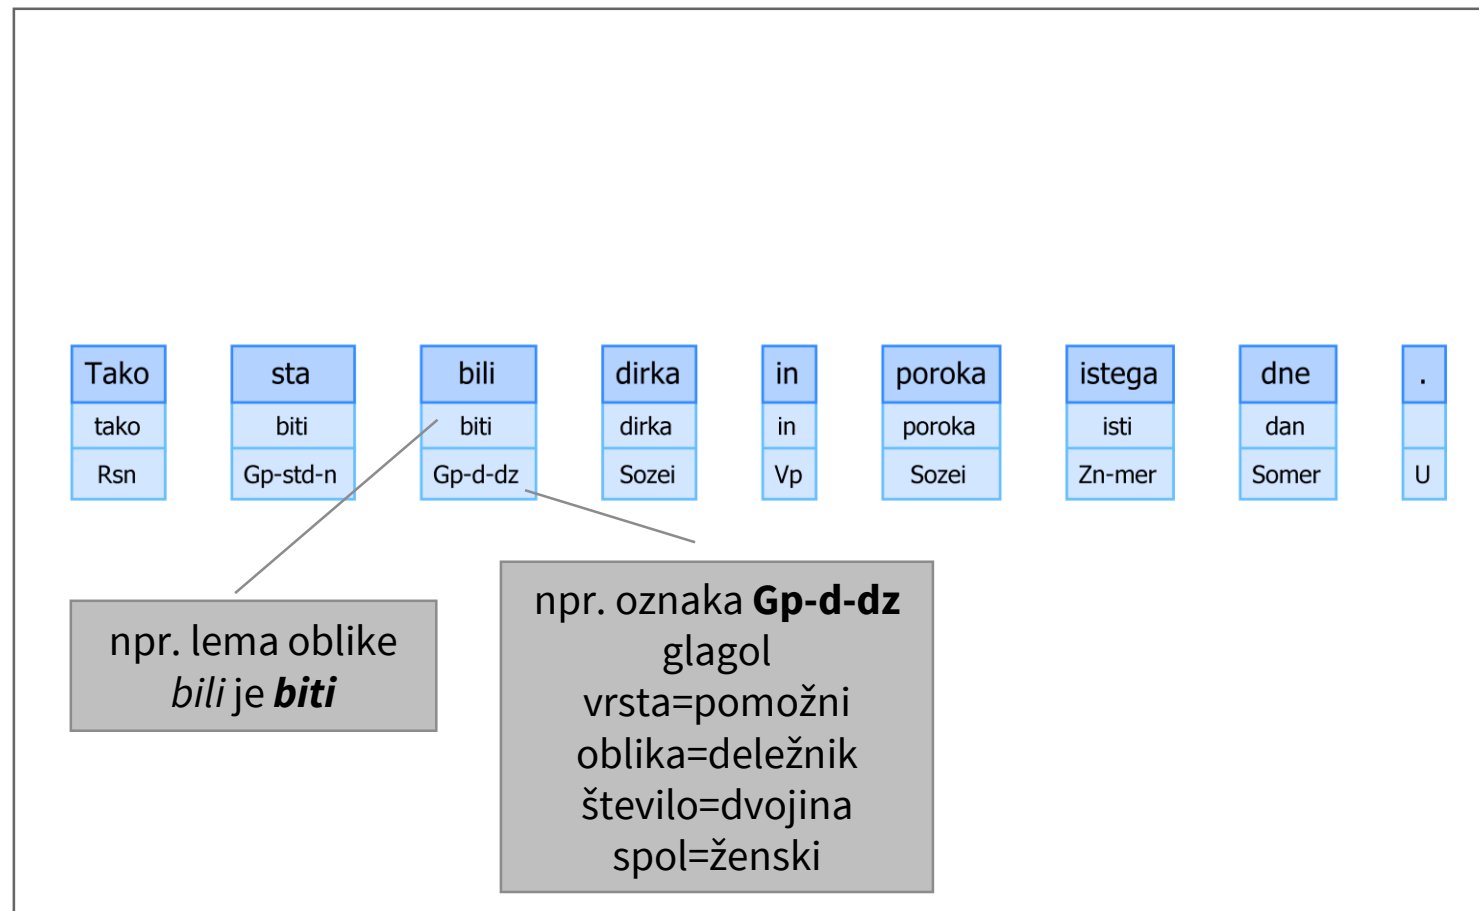 Tako sta bili dirka in poroka istega dne .
tako biti biti dirka in poroka isti dan
Rsn Gp-std-n Gp-d-dz Sozei Vp Sozei Zn-mer Somer U
npr. lema oblike
bili je biti
npr. oznaka Gp-d-dz
glagol
vrsta=pomožni
oblika=deležnik
število=dvojina
spol=ženski